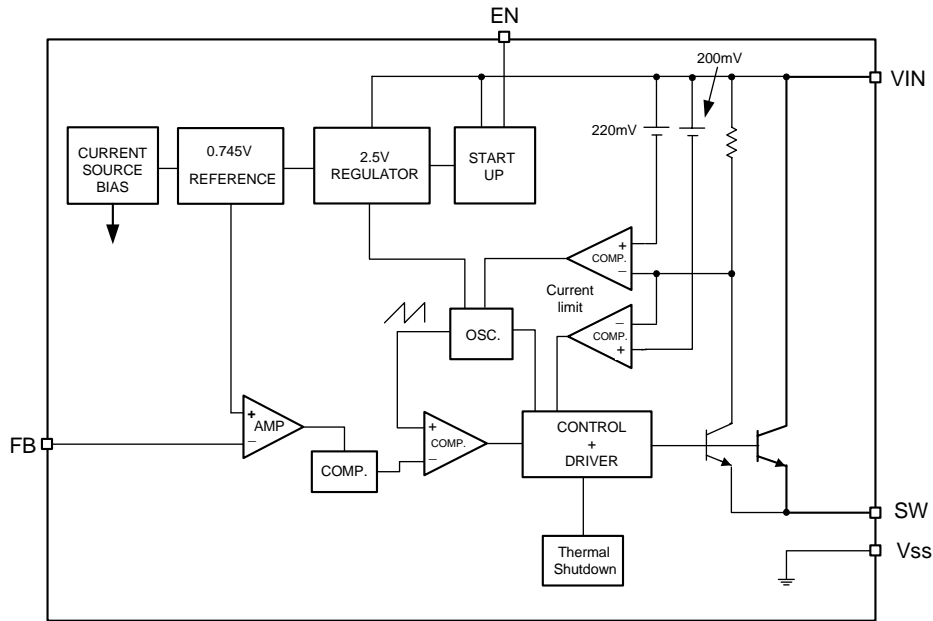 EN
200mV
VIN
220mV
CURRENT
SOURCE
BIAS
0.745V
REFERENCE
2.5V
REGULATOR
START
UP
+
COMP.
−
Current
limit
−
COMP.
+
OSC.
FB
+
AMP
−
COMP.
+
COMP.
−
CONTROL
+
DRIVER
Thermal
Shutdown
SW
Vss